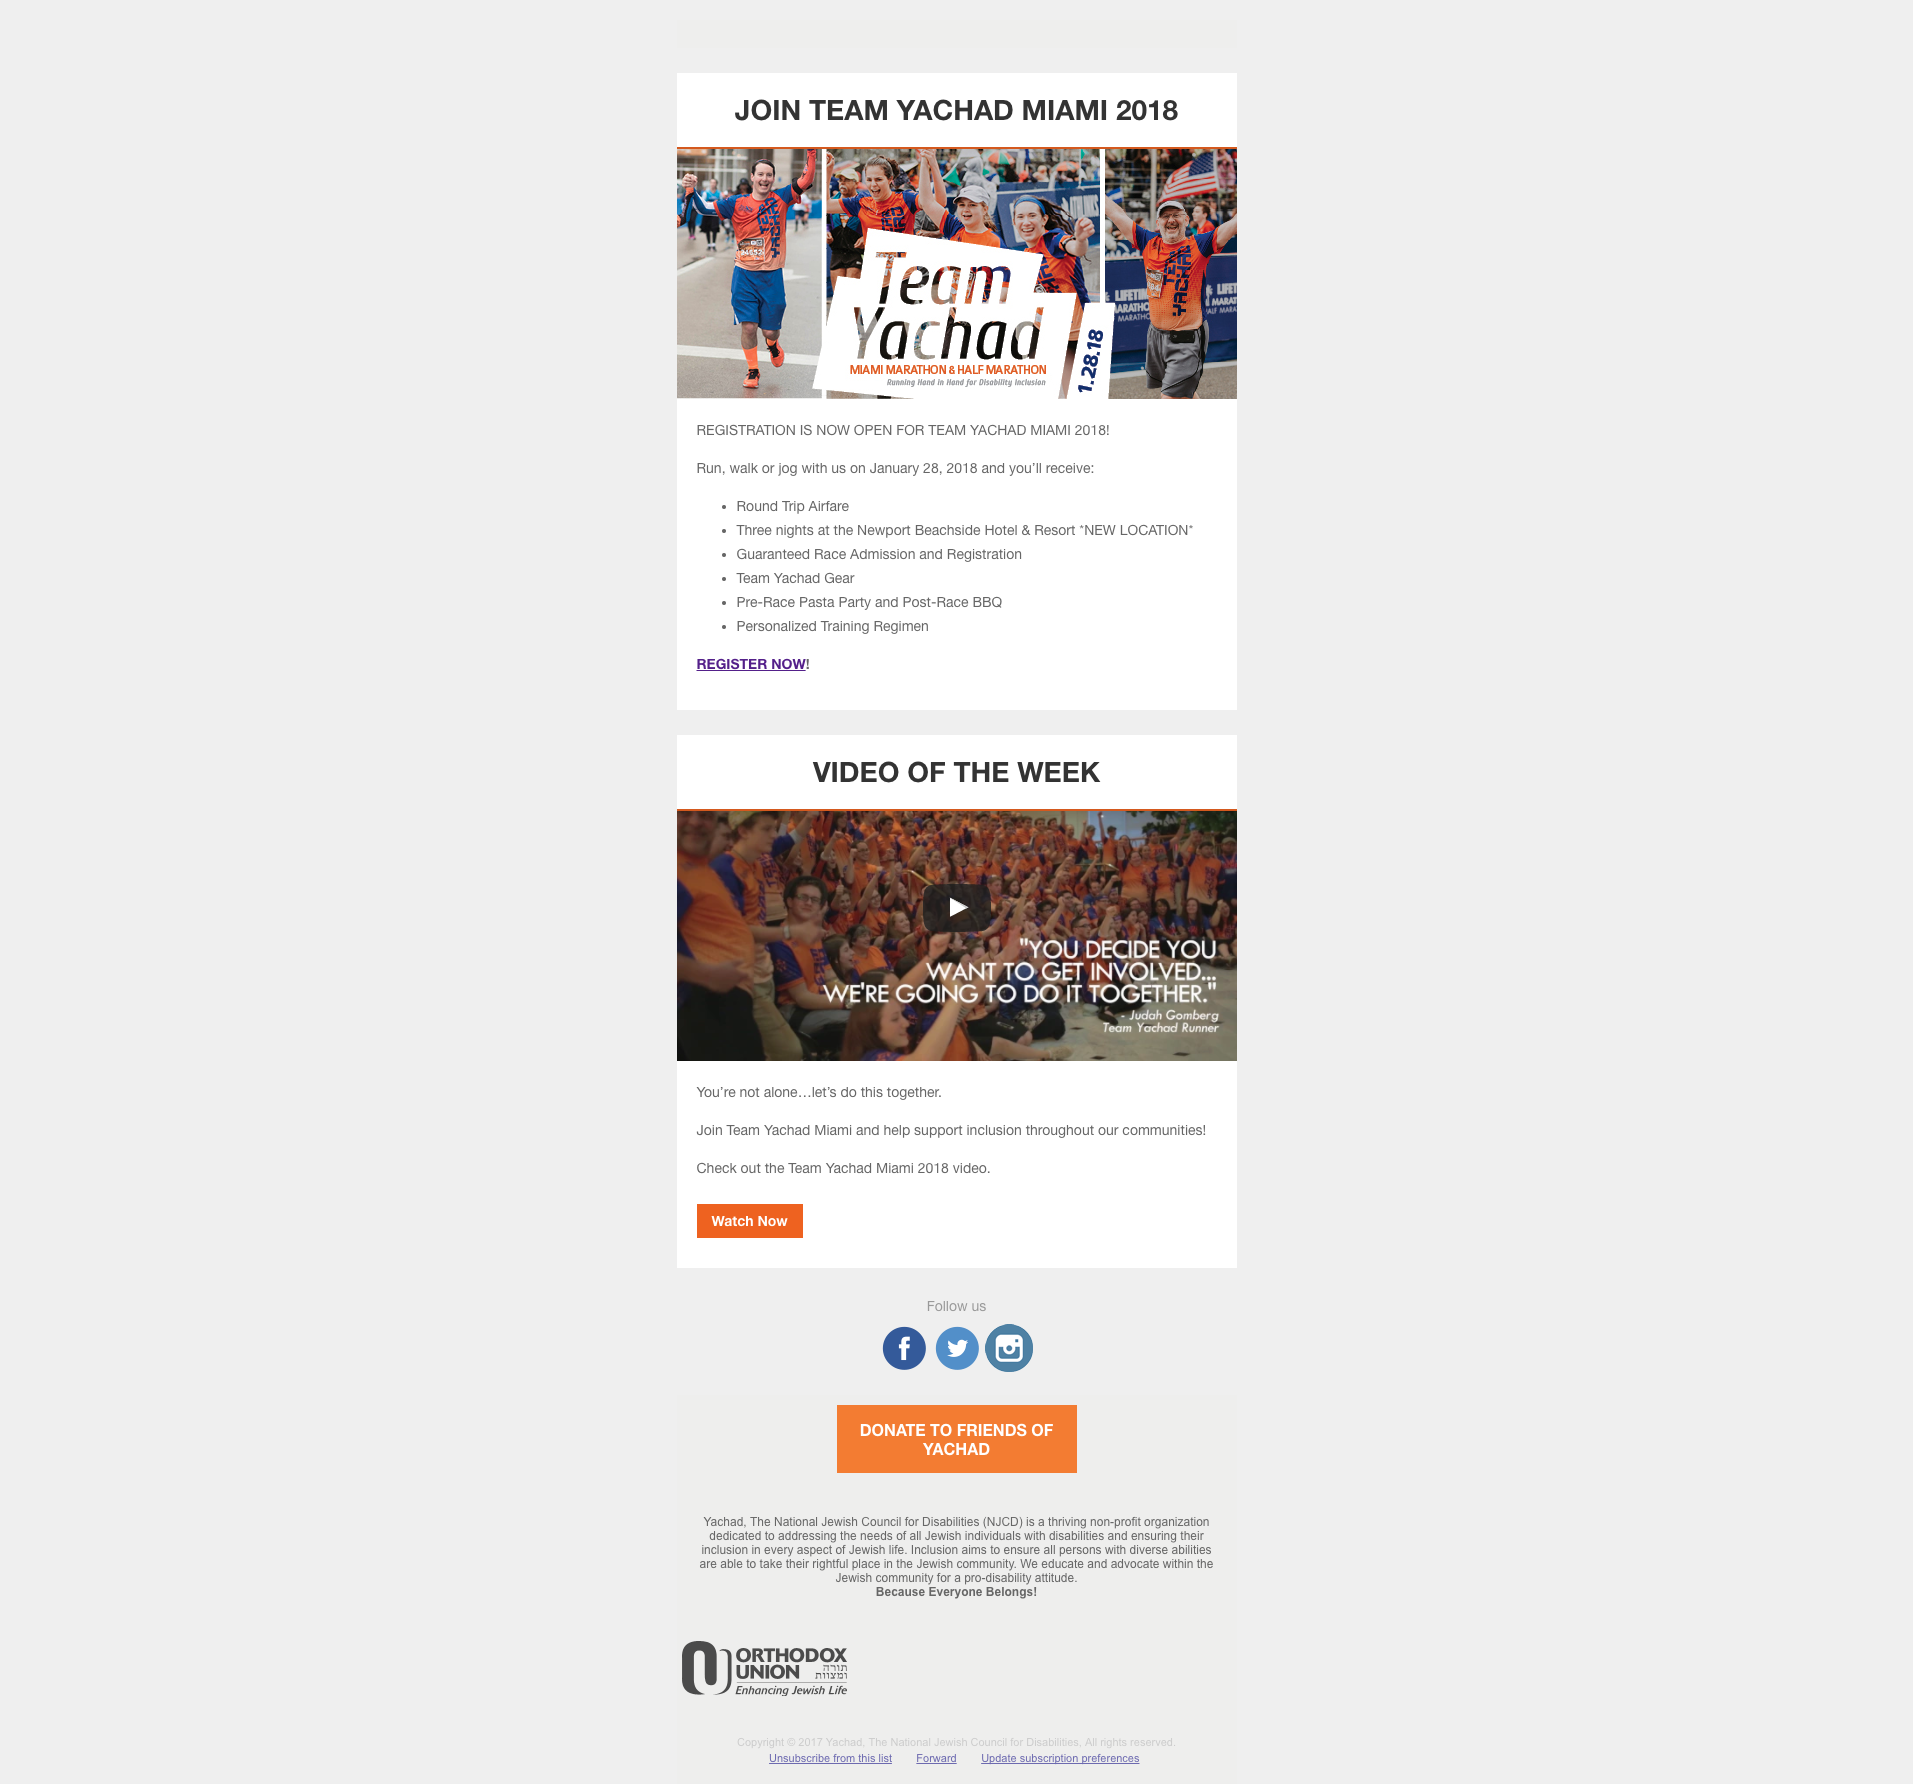 JOIN TEAM YACHAD MIAMI 2018
TEAM
YACHAD
Team
Yachad
MIAMI MARATHON & HALF MARATHON
Running Hand in Hand for Disability Inclusion
1.28.18
TEAM
YACHAD
REGISTRATION IS NOW OPEN FOR TEAM YACHAD MIAMI 2018!
Run, walk or jog with us on January 28, 2018 and you’ll receive:
• Round Trip Airfare
• Three nights at the Newport Beachside Hotel & Resort *NEW LOCATION*
• Guaranteed Race Admission and Registration
• Team Yachad Gear
• Pre-Race Pasta Party and Post-Race BBQ
• Personalized Training Regimen
REGISTER NOW!
VIDEO OF THE WEEK
"YOU DECIDE YOU
WANT TO GET INVOLVED...
WE'RE GOING TO DO IT TOGETHER."
- Judah Gomberg
Team Yachad Runner
You’re not alone…let’s do this together.
Join Team Yachad Miami and help support inclusion throughout our communities!
Check out the Team Yachad Miami 2018 video.
Watch Now
Follow us
DONATE TO FRIENDS OF
YACHAD
Yachad, The National Jewish Council for Disabilities (NJCD) is a thriving non-profit organization
dedicated to addressing the needs of all Jewish individuals with disabilities and ensuring their
inclusion in every aspect of Jewish life. Inclusion aims to ensure all persons with diverse abilities
are able to take their rightful place in the Jewish community. We educate and advocate within the
Jewish community for a pro-disability attitude.
Because Everyone Belongs!
ORTHODOX
UNION תורה
ומצוות
Enhancing Jewish Life
Copyright © 2017 Yachad, The National Jewish Council for Disabilities, All rights reserved.
Unsubscribe from this list Forward Update subscription preferences